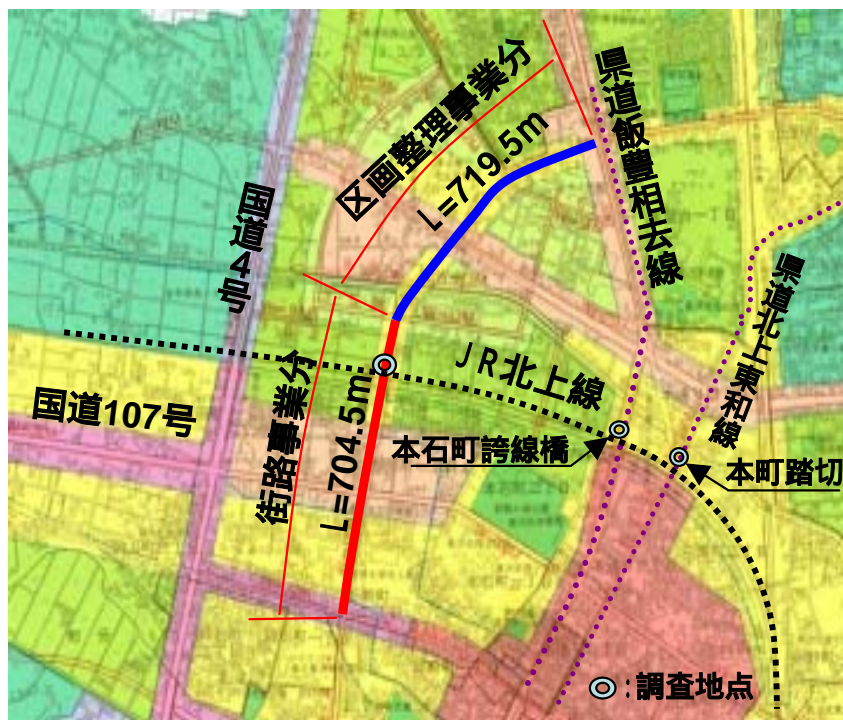 区画整理事業分
L=719.5m
県道飯豊相去線
国道4号
県道北上東和線
JR北上線
国道107号
街路事業分
L=704.5m
本石町誇線橋
本町踏切
:調査地点